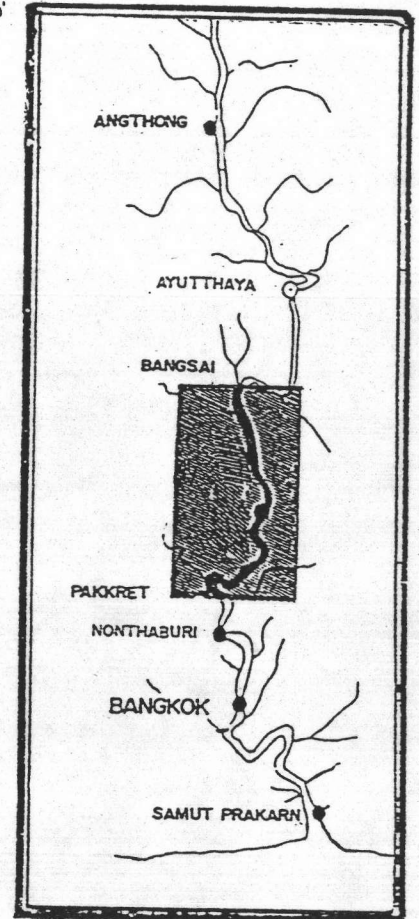 ANGTHONG
AYUTTHAYA
BANGSAI
PAKKRET
NONTHABURI
BANGKOK
SAMUT PRAKARN